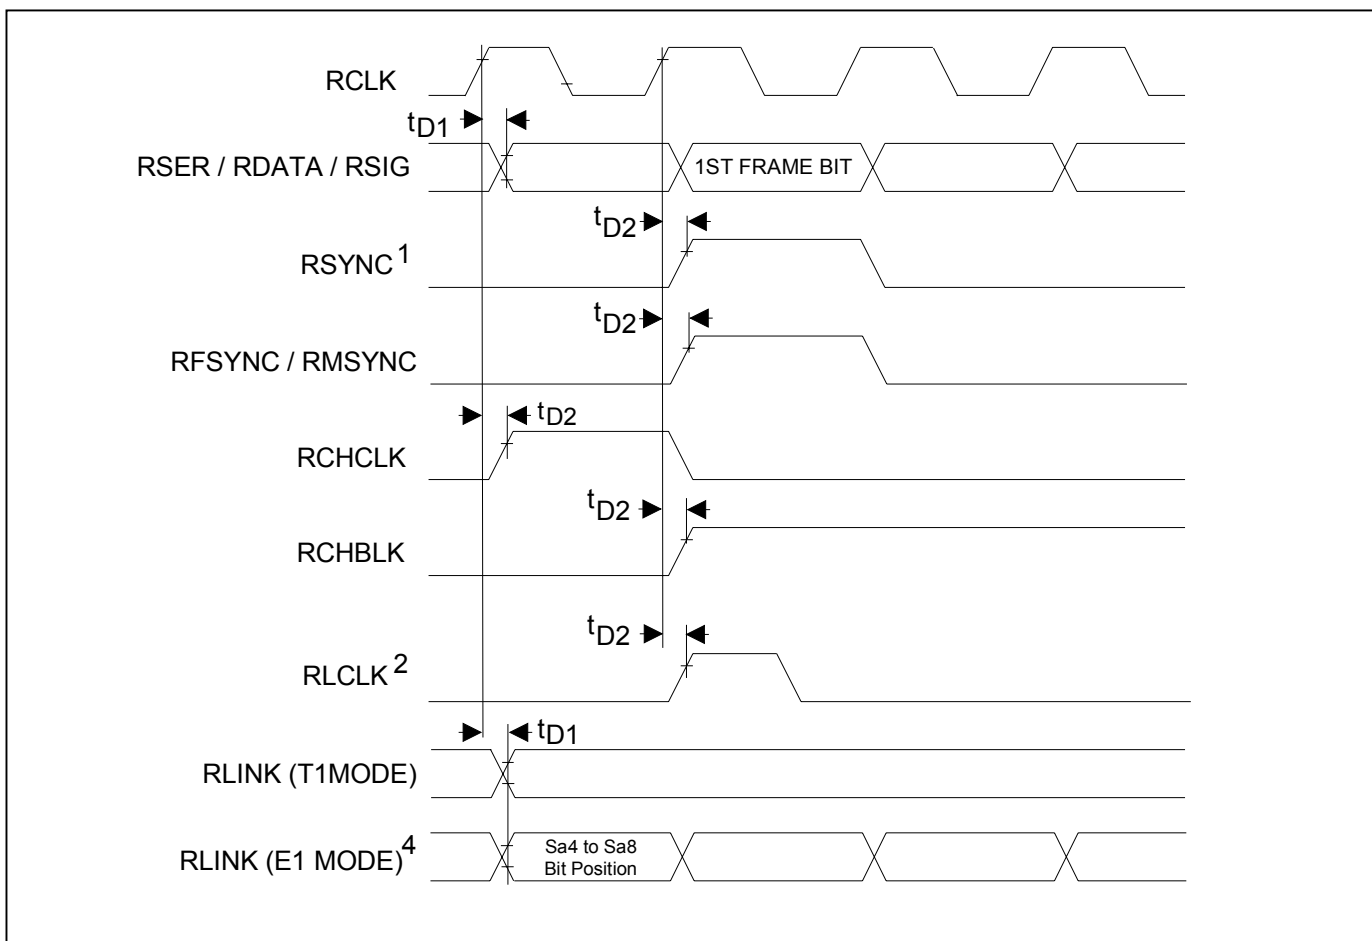 RCLK
tD1
RSER / RDATA / RSIG
1ST FRAME BIT
tD2
RSYNC1
tD2
RFSYNC / RMSYNC
tD2
RCHCLK
tD2
RCHBLK
tD2
RLCLK2
tD1
RLINK (T1MODE)
RLINK (E1 MODE)4
Sa4 to Sa8
Bit Position